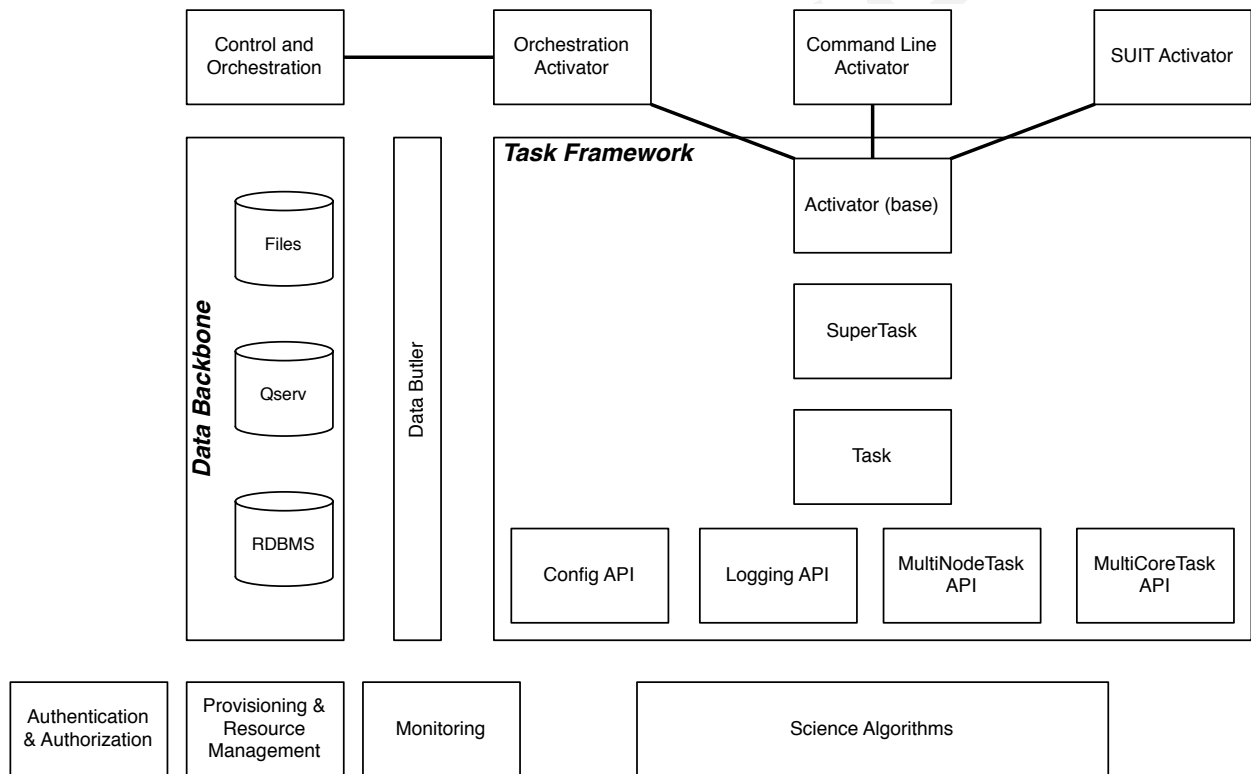 Control and
Orchestration
Orchestration
Activator
Command Line
Activator
SUIT Activator
Task Framework
Activator (base)
Files
SuperTask
Data Backbone
Data Butler
Qserv
Task
RDBMS
Config API
Logging API
MultiNodeTask
API
MultiCoreTask
API
Authentication
& Authorization
Provisioning &
Resource
Management
Monitoring
Science Algorithms